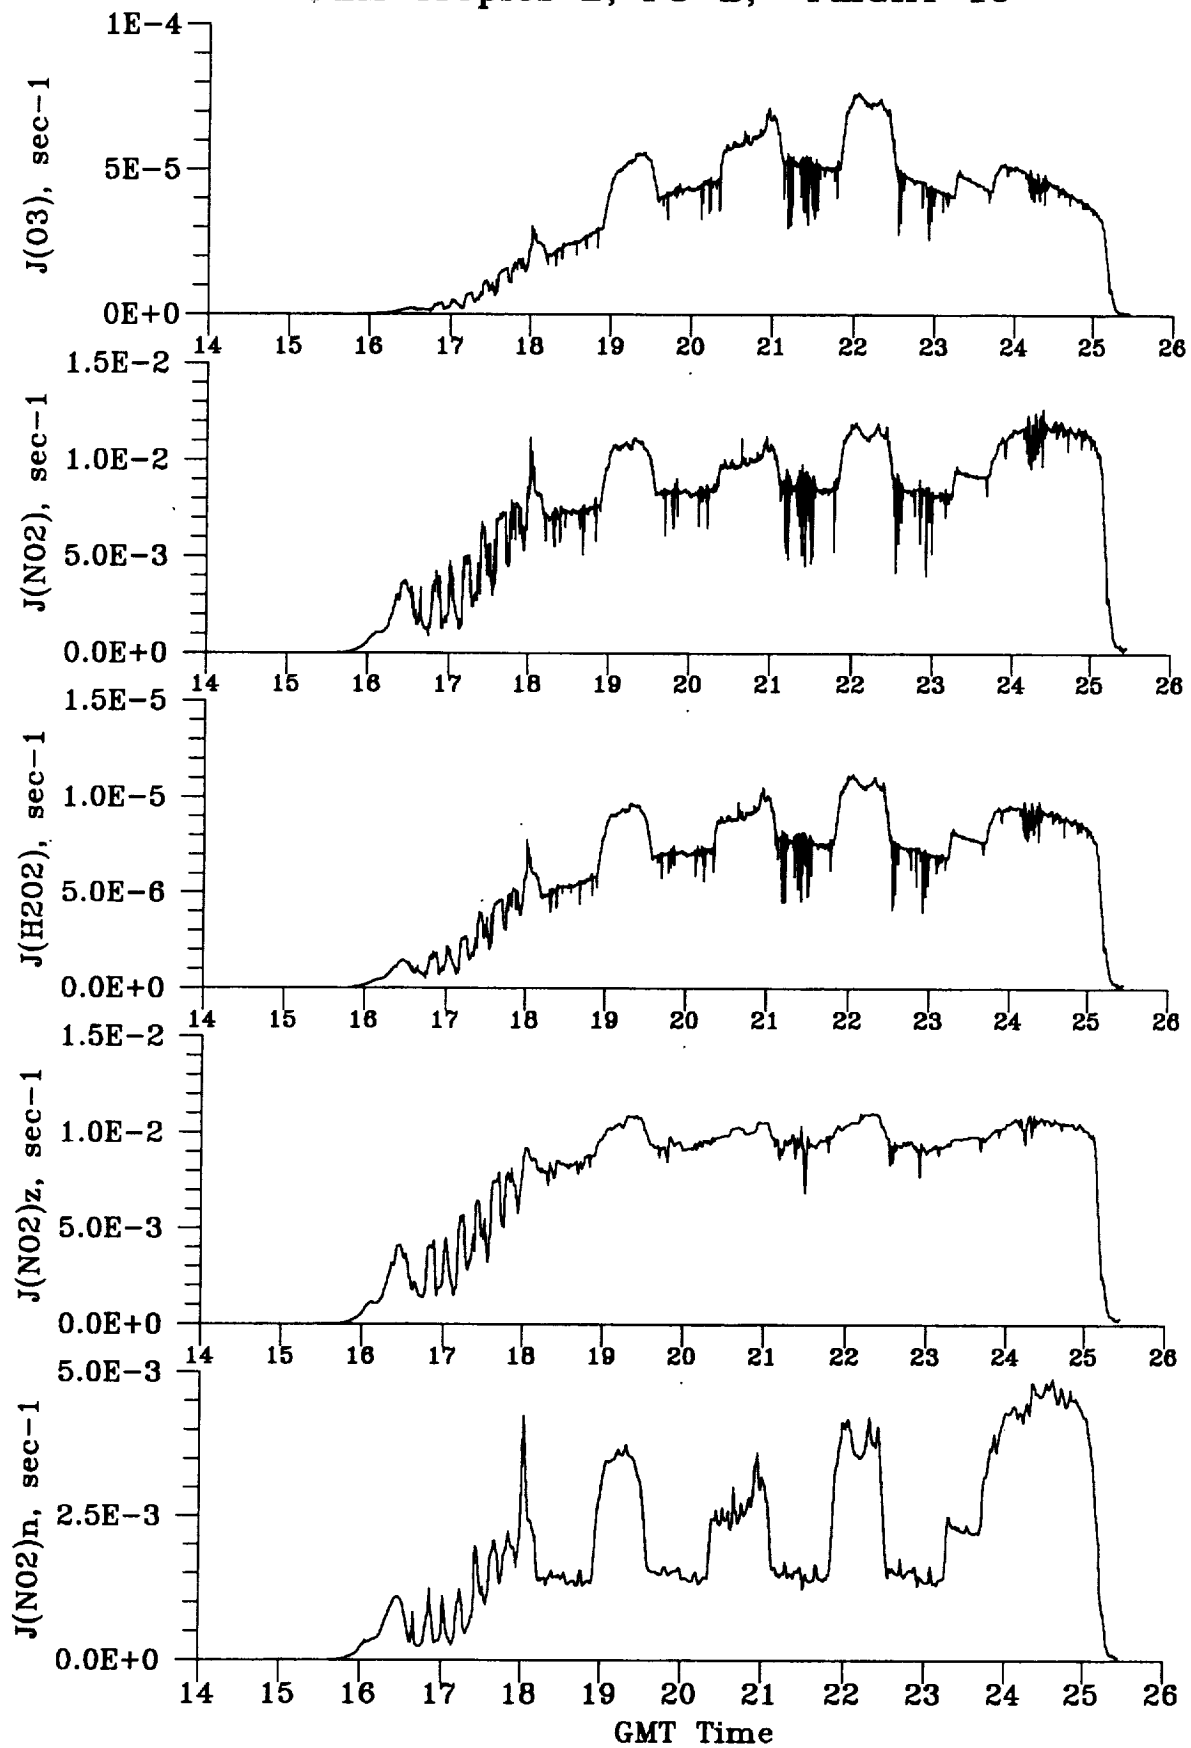 1E-4
5E-5
0E+0
J(O3), sec-1
14 15 16 17 18 19 20 21 22 23 24 25 26
1.5E-2
1.0E-2
5.0E-3
0.0E+0
J(NO2), sec-1
14 15 16 17 18 19 20 21 22 23 24 25 26
1.5E-5
1.0E-5
5.0E-6
0.0E+0
J(H2O2), sec-1
14 15 16 17 18 19 20 21 22 23 24 25 26
1.5E-2
1.0E-2
5.0E-3
0.0E+0
J(NO2)z, sec-1
14 15 16 17 18 19 20 21 22 23 24 25 26
5.0E-3
2.5E-3
0.0E+0
J(NO2)n, sec-1
14 15 16 17 18 19 20 21 22 23 24 25 26
GMT Time